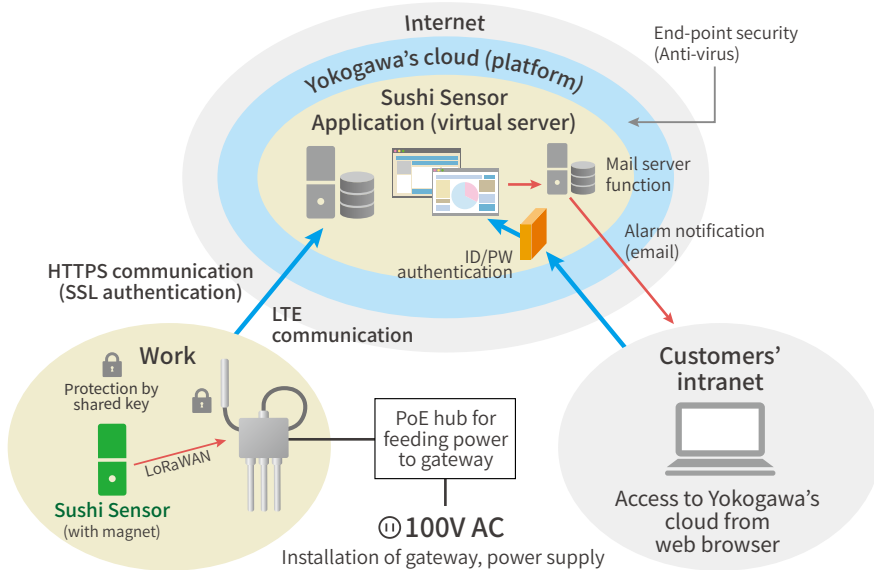 Internet
Yokogawa's cloud (platform)
Sushi Sensor
Application (virtual server)
End-point security
(Anti-virus)
Mail server
function
ID/PW
authentication
Alarm notification
(email)
HTTPS communication
(SSL authentication)
LTE
communication
Work
Protection by
shared key
LoRaWAN
Sushi Sensor
(with magnet)
PoE hub for
feeding power
to gateway
100V AC
Installation of gateway, power supply
Customers'
intranet
Access to Yokogawa's
cloud from
web browser